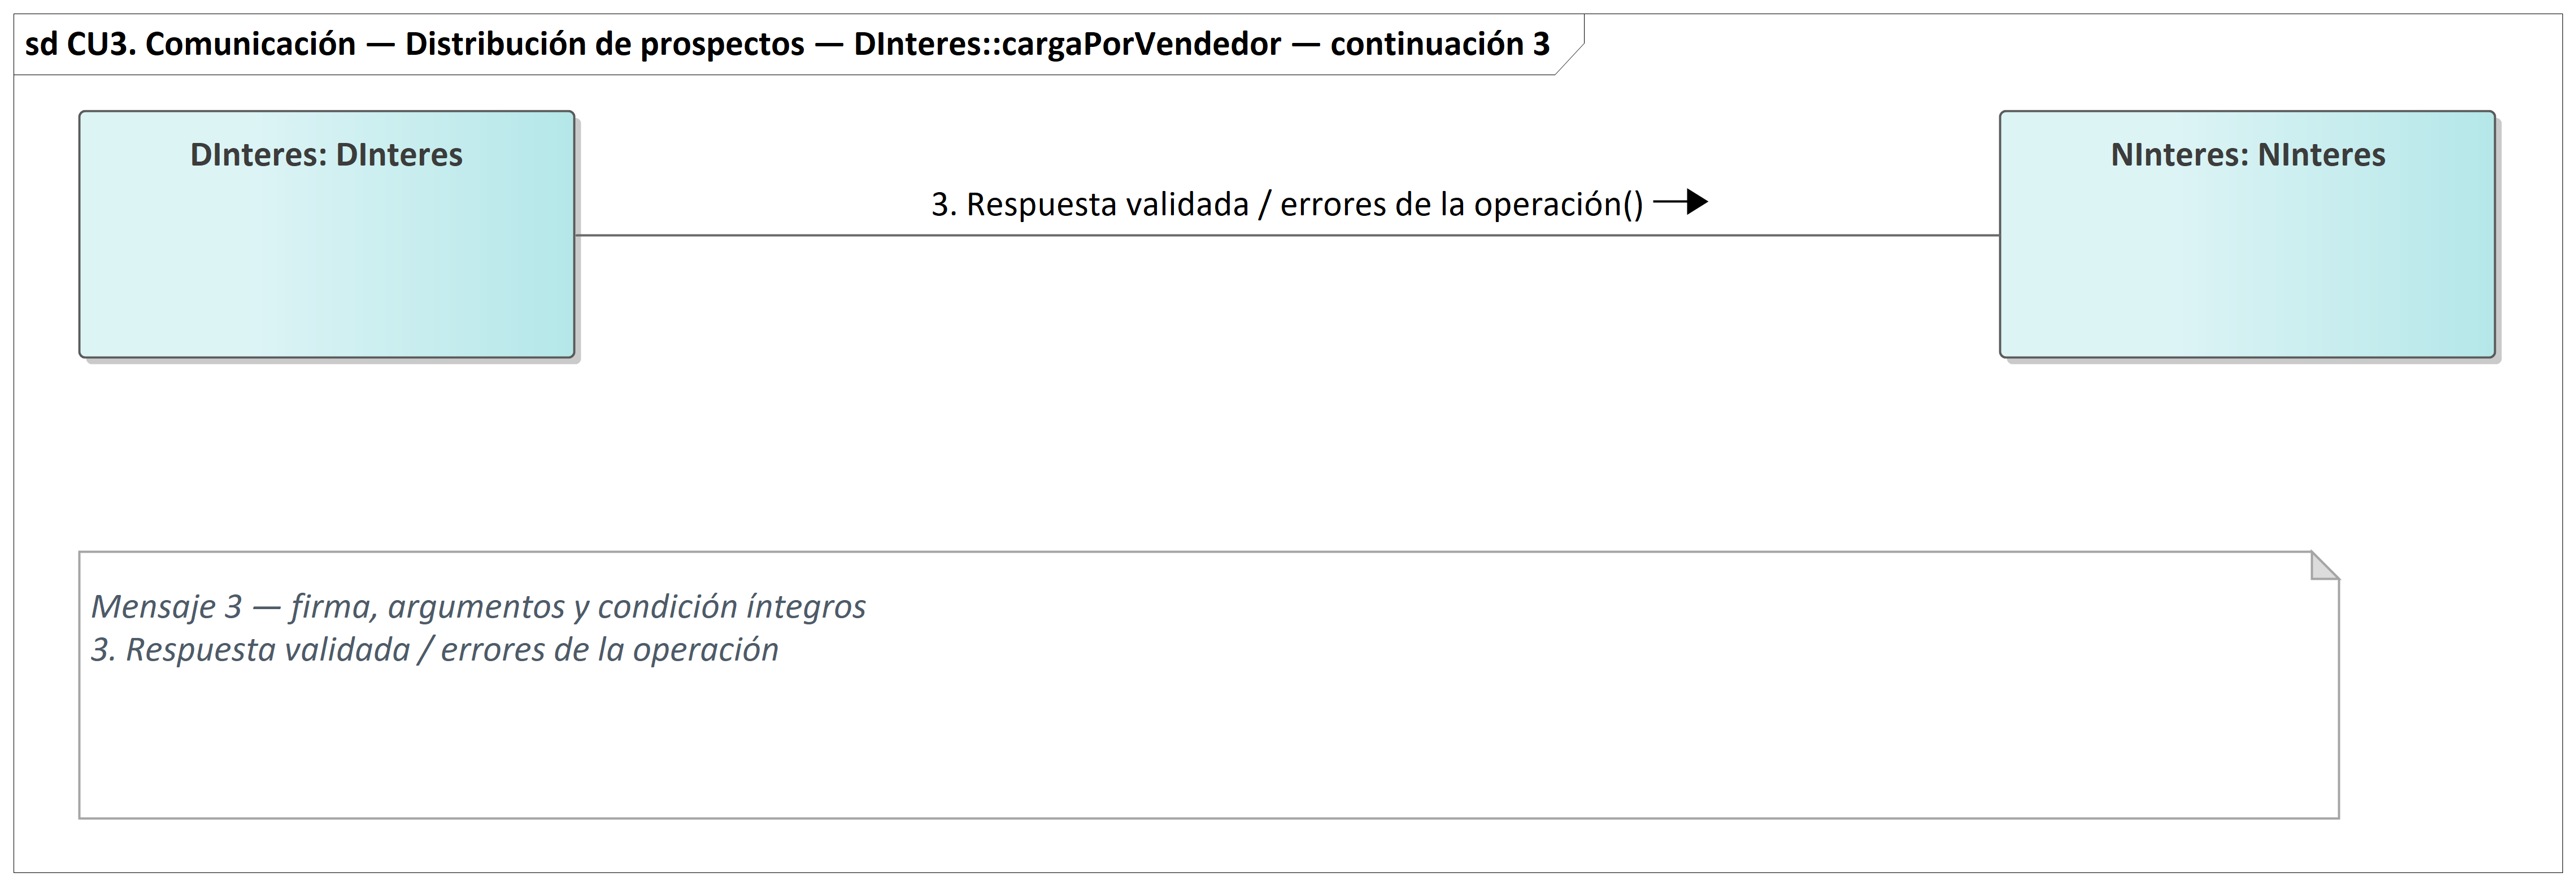 sd CU3. Comunicación — Distribución de prospectos — DInteres::cargaPorVendedor — continuación 3
DInteres: DInteres
NInteres: NInteres
3. Respuesta validada / errores de la operación()
Mensaje 3 — firma, argumentos y condición íntegros
3. Respuesta validada / errores de la operación